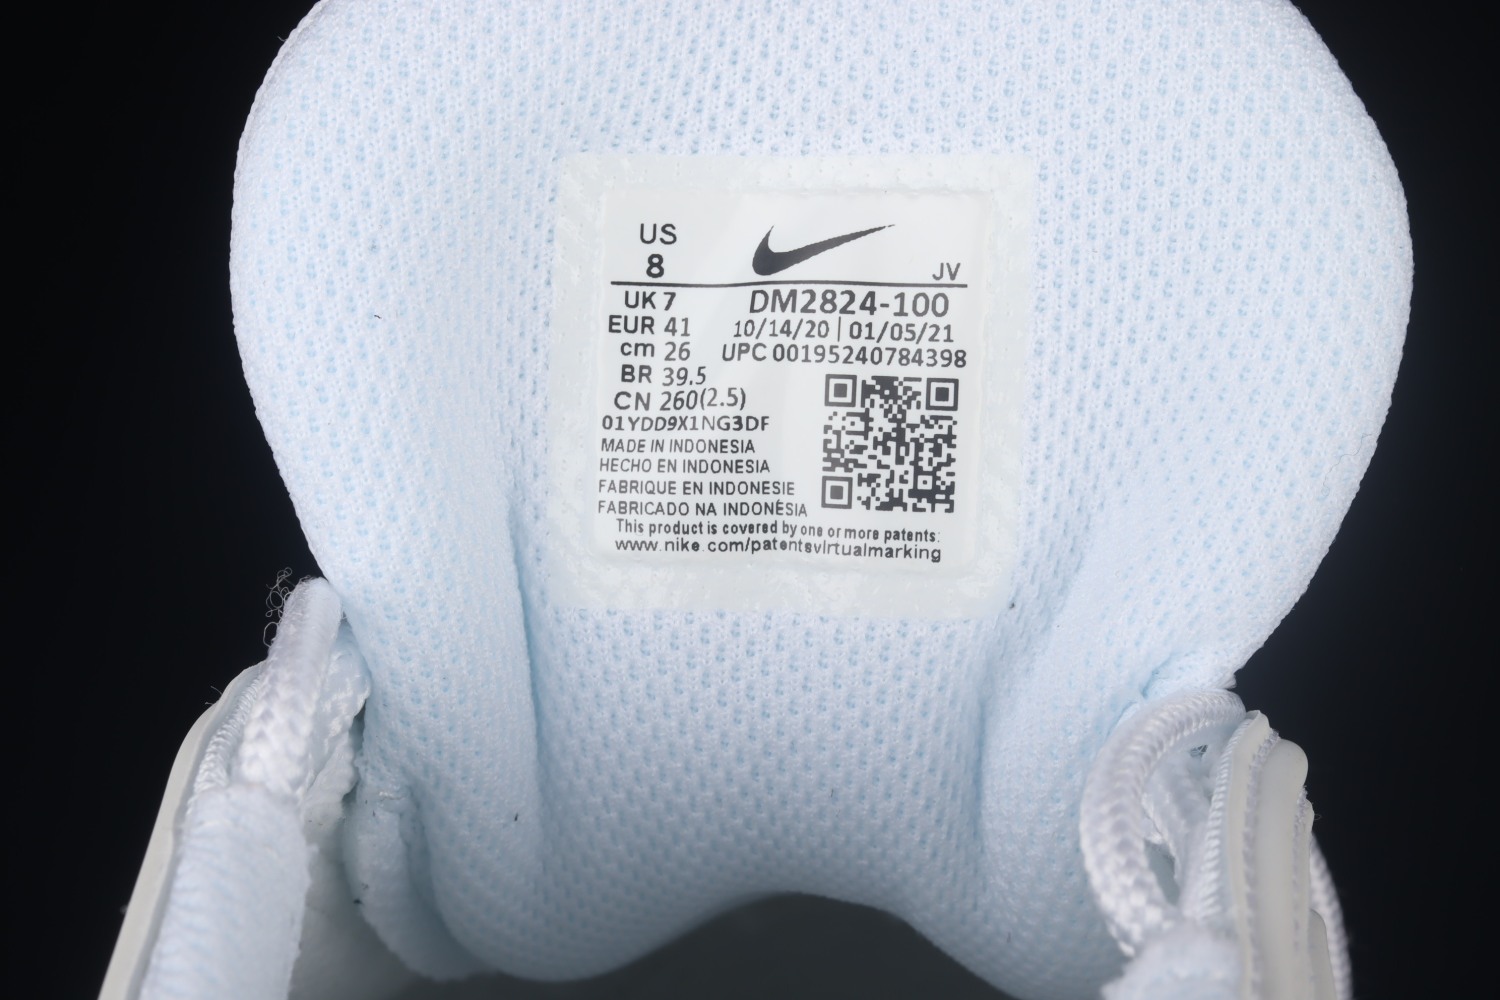 US
8
JV
UK 7
DM2824-100
EUR 41
10/14/20 | 01/05/21
cm 26
UPC 00195240784398
BR 39.5
CN 260(2.5)
01YDD9X1NG3DF
MADE IN INDONESIA
HECHO EN INDONESIA
FABRIQUE EN INDONESIE
FABRICADO NA INDONÉSIA
This product is covered by one or more patents:
www.nike.com/patentsvirtualmarking